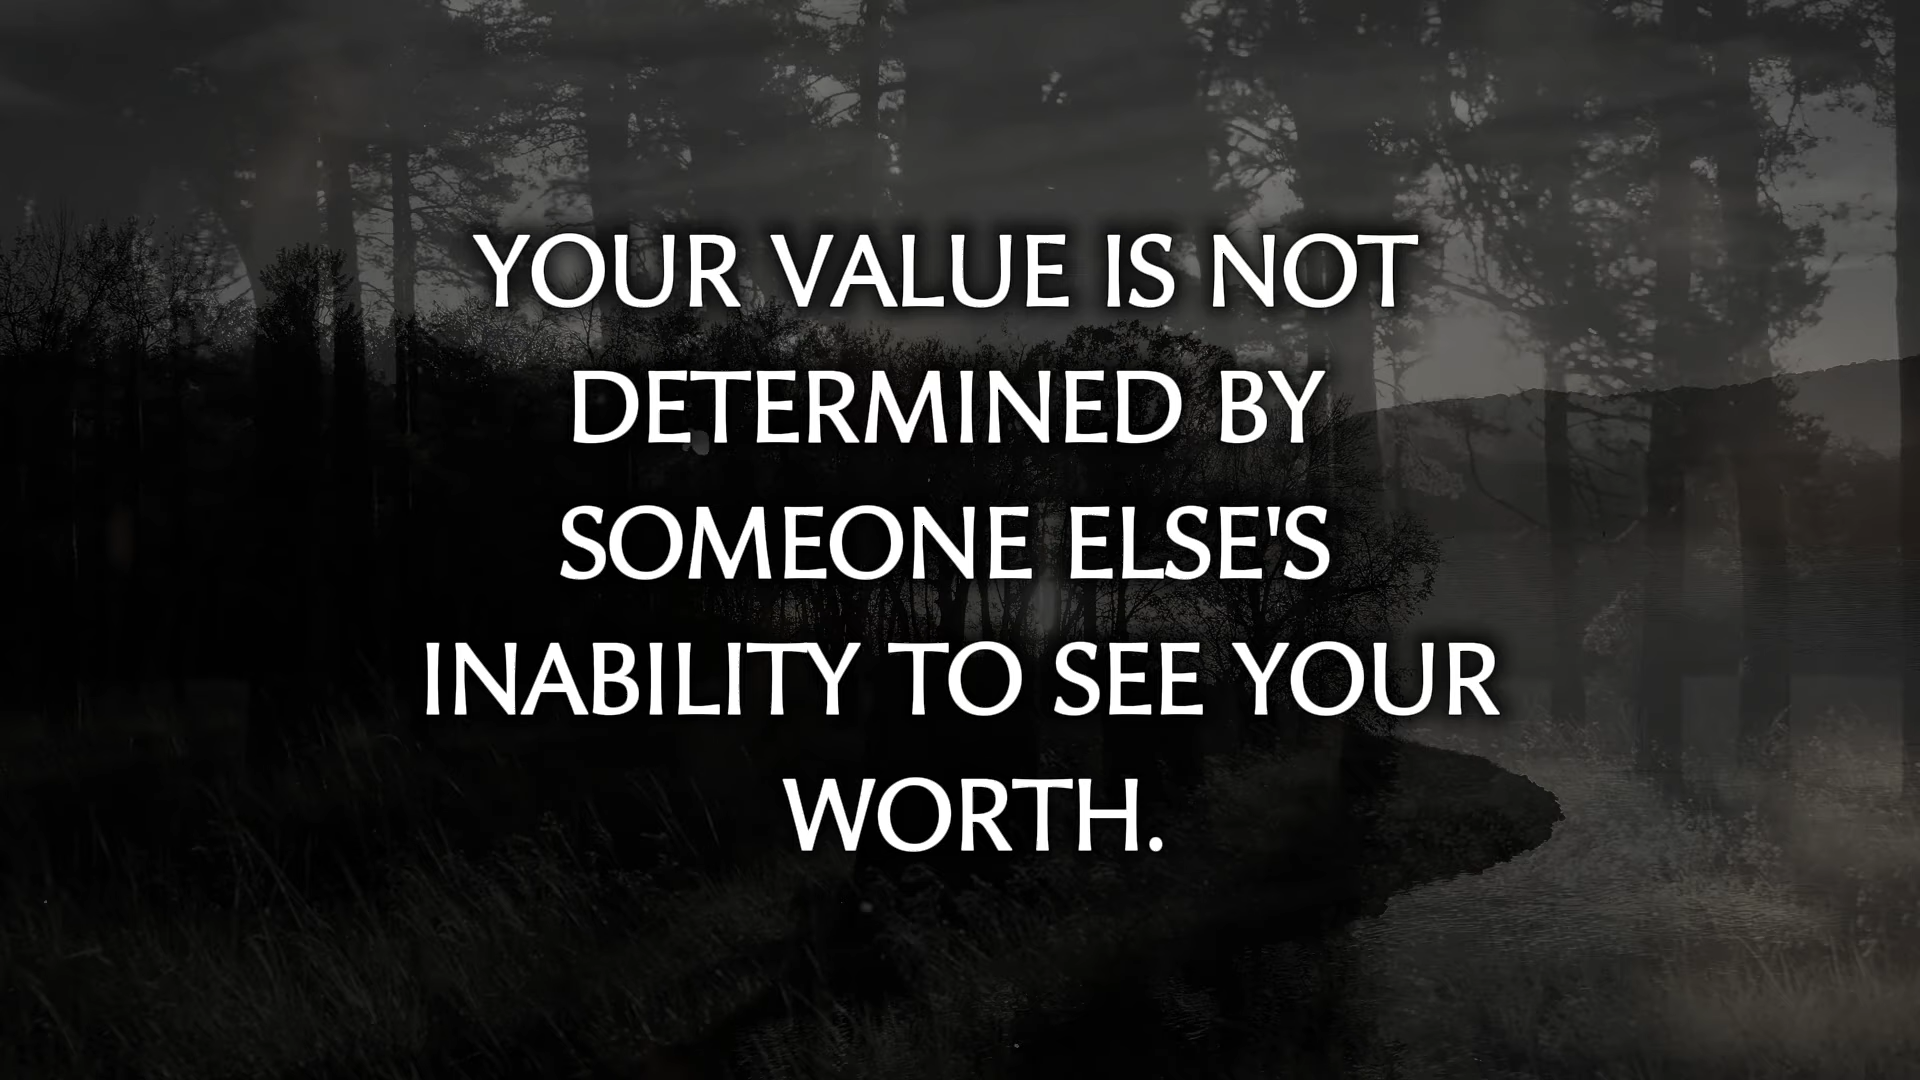 YOUR VALUE IS NOT
DETERMINED BY
SOMEONE ELSE'S
INABILITY TO SEE YOUR
WORTH.